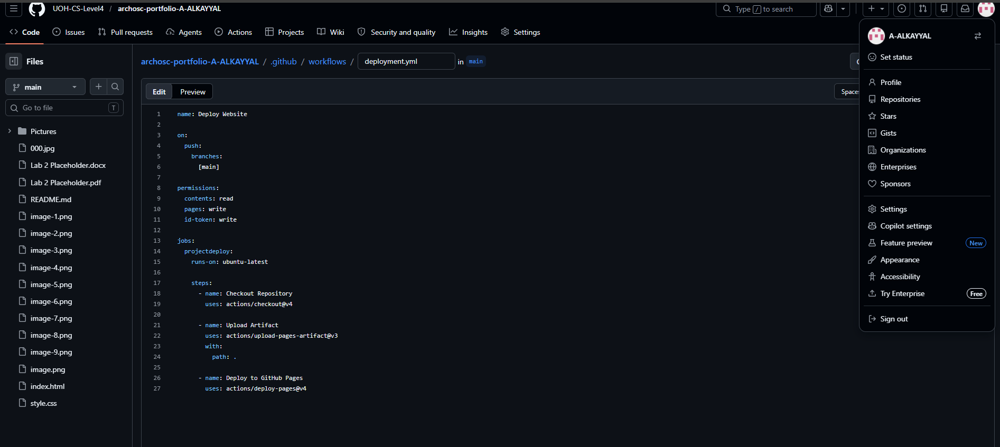 UOH-CS-Level4 / archosc-portfolio-A-ALKAYYAL
Type / to search
Code Issues Pull requests Agents Actions Projects Wiki Security and quality Insights Settings
Files
main
Go to file T
Pictures
000.jpg
Lab 2 Placeholder.docx
Lab 2 Placeholder.pdf
README.md
image-1.png
image-2.png
image-3.png
image-4.png
image-5.png
image-6.png
image-7.png
image-8.png
image-9.png
image.png
index.html
style.css
archosc-portfolio-A-ALKAYYAL / .github / workflows / deployment.yml in main
Edit Preview
Spaces
1 name: Deploy Website
2
3 on:
4 push:
5 branches:
6 [main]
7
8 permissions:
9 contents: read
10 pages: write
11 id-token: write
12
13 jobs:
14 projectdeploy:
15 runs-on: ubuntu-latest
16
17 steps:
18 - name: Checkout Repository
19 uses: actions/checkout@v4
20
21 - name: Upload Artifact
22 uses: actions/upload-pages-artifact@v3
23 with:
24 path: .
25
26 - name: Deploy to GitHub Pages
27 uses: actions/deploy-pages@v4
A-ALKAYYAL
Set status
Profile
Repositories
Stars
Gists
Organizations
Enterprises
Sponsors
Settings
Copilot settings
Feature preview New
Appearance
Accessibility
Try Enterprise Free
Sign out